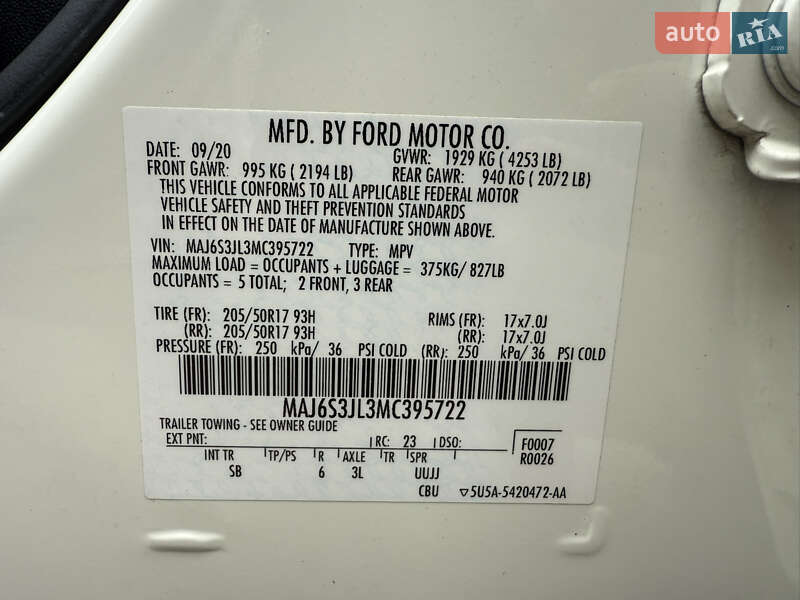 auto RIA.com
MFD. BY FORD MOTOR CO.
DATE: 09/20 GVWR: 1929 KG ( 4253 LB)
FRONT GAWR: 995 KG ( 2194 LB) REAR GAWR: 940 KG ( 2072 LB)
THIS VEHICLE CONFORMS TO ALL APPLICABLE FEDERAL MOTOR
VEHICLE SAFETY AND THEFT PREVENTION STANDARDS
IN EFFECT ON THE DATE OF MANUFACTURE SHOWN ABOVE.
VIN: MAJ6S3JL3MC395722 TYPE: MPV
MAXIMUM LOAD = OCCUPANTS + LUGGAGE = 375KG/ 827LB
OCCUPANTS = 5 TOTAL; 2 FRONT, 3 REAR
TIRE (FR): 205/50R17 93H RIMS(FR): 17x7.0J
(RR): 205/50R17 93H (RR): 17x7.0J
PRESSURE (FR): 250 kPa/ 36 PSI COLD (RR): 250 kPa/ 36 PSI COLD
MAJ6S3JL3MC395722
TRAILER TOWING - SEE OWNER GUIDE
EXT PNT: RC: 23 DSO: F0007
INT TR TP/PS R AXLE TR SPR R0026
SB 6 3L UUJJ
CBU ▽5U5A-5420472-AA